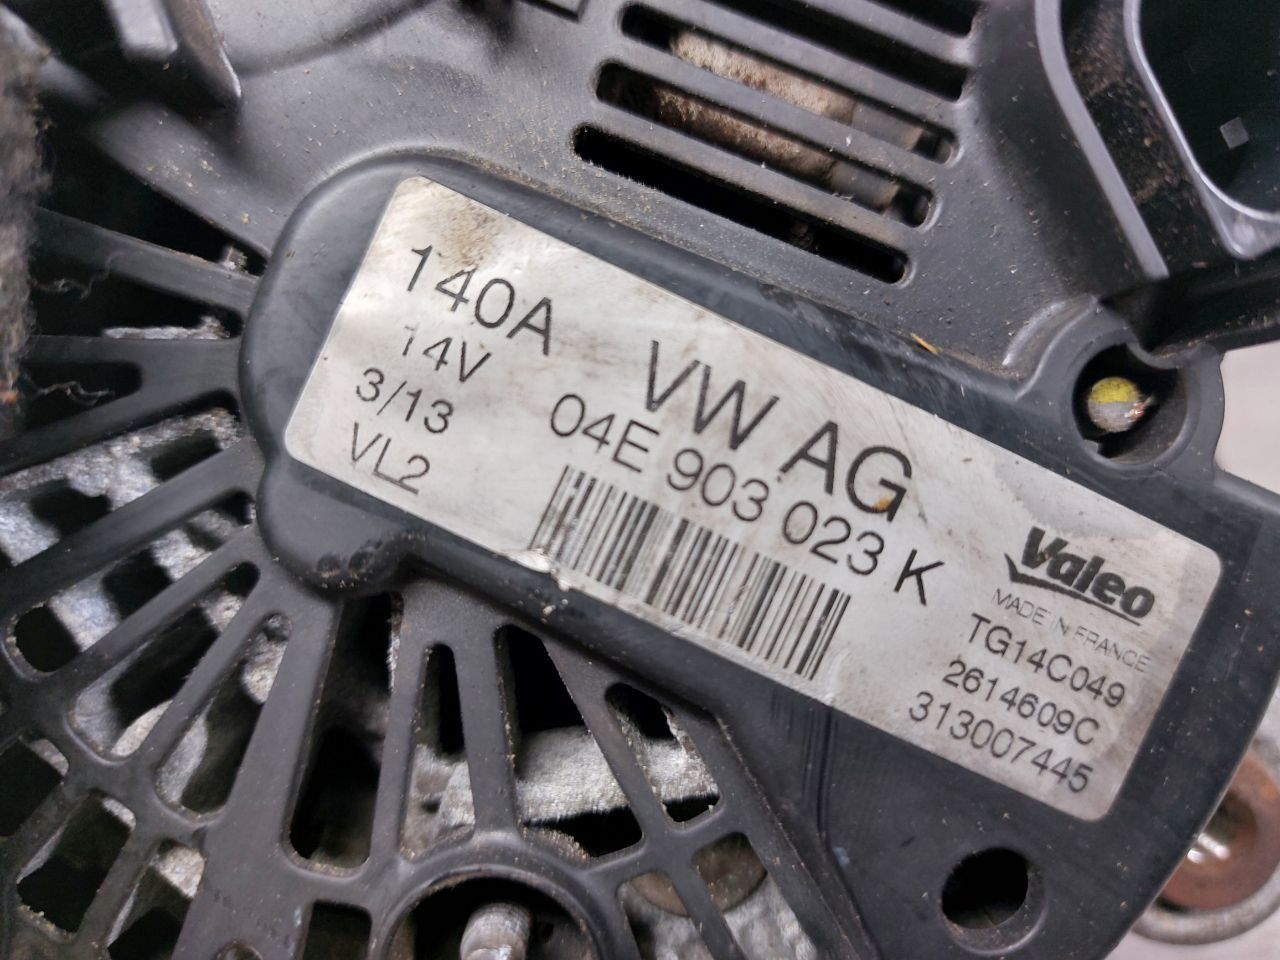 140A
14V
3/13
VL2
VW AG
04E 903 023 K
Valeo
MADE IN FRANCE
TG14C049
2614609C
313007445